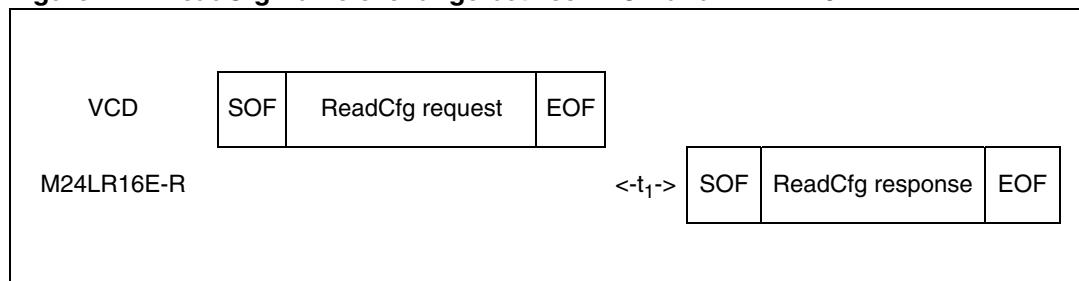 VCD SOF ReadCfg request EOF
M24LR16E-R <-t₁-> SOF ReadCfg response EOF